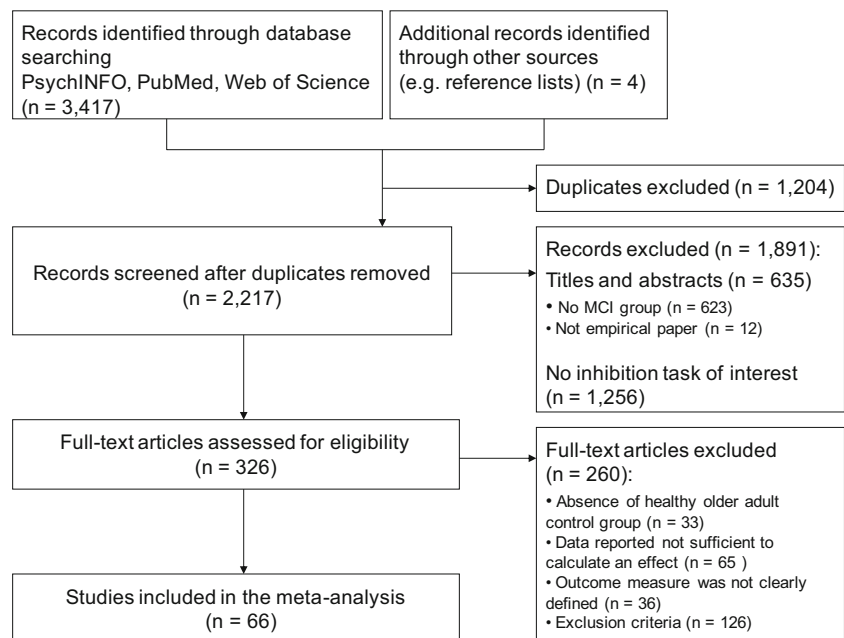 Records identified through database
searching
PsychINFO, PubMed, Web of Science
(n = 3,417)
Additional records identified
through other sources
(e.g. reference lists) (n = 4)
Duplicates excluded (n = 1,204)
Records screened after duplicates removed
(n = 2,217)
Records excluded (n = 1,891):
Titles and abstracts (n = 635)
• No MCI group (n = 623)
• Not empirical paper (n = 12)
No inhibition task of interest
(n = 1,256)
Full-text articles assessed for eligibility
(n = 326)
Full-text articles excluded
(n = 260):
• Absence of healthy older adult
control group (n = 33)
• Data reported not sufficient to
calculate an effect (n = 65 )
• Outcome measure was not clearly
defined (n = 36)
• Exclusion criteria (n = 126)
Studies included in the meta-analysis
(n = 66)